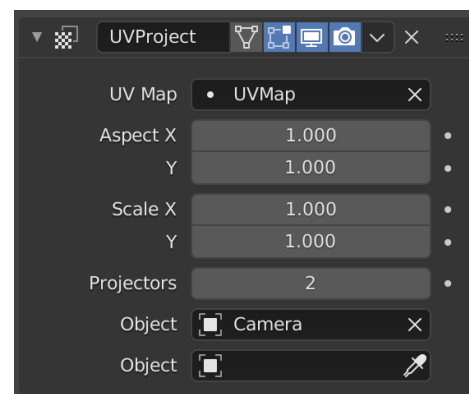 UVProject
UV Map UVMap
Aspect X 1.000
Y 1.000
Scale X 1.000
Y 1.000
Projectors 2
Object Camera
Object